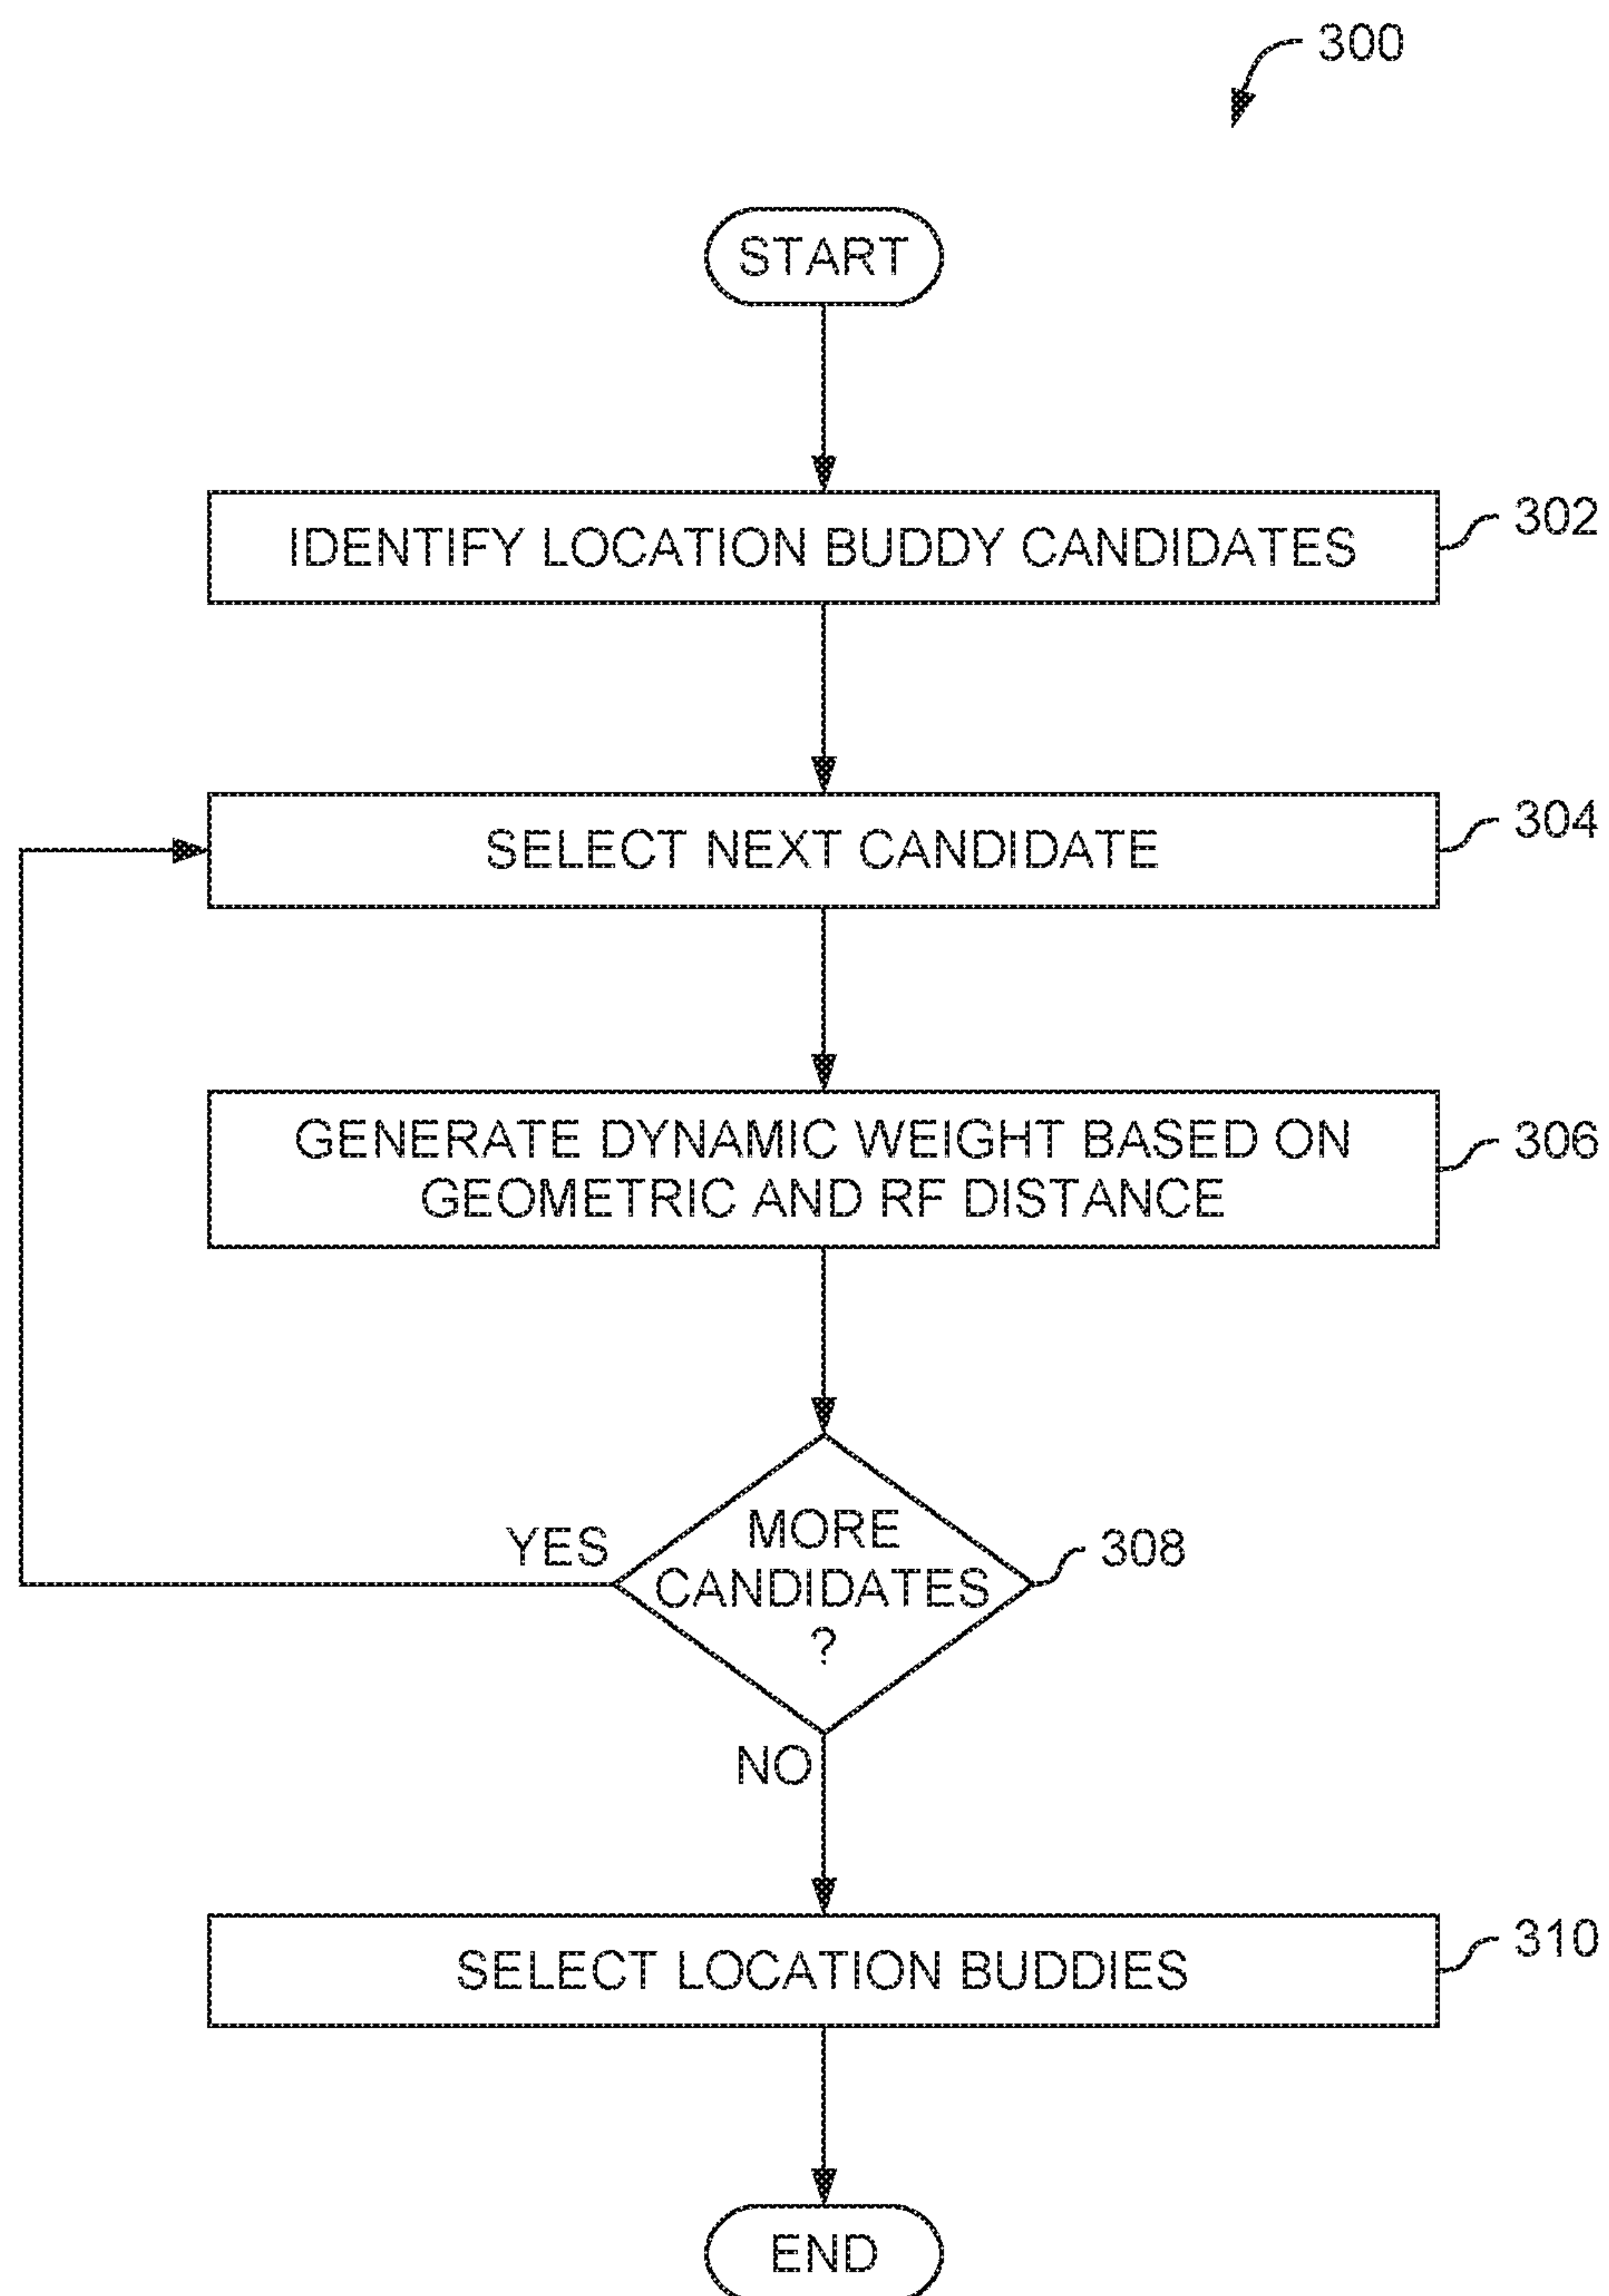 300
START
IDENTIFY LOCATION BUDDY CANDIDATES
302
SELECT NEXT CANDIDATE
304
GENERATE DYNAMIC WEIGHT BASED ON
GEOMETRIC AND RF DISTANCE
306
YES
MORE
CANDIDATES
?
308
NO
SELECT LOCATION BUDDIES
310
END